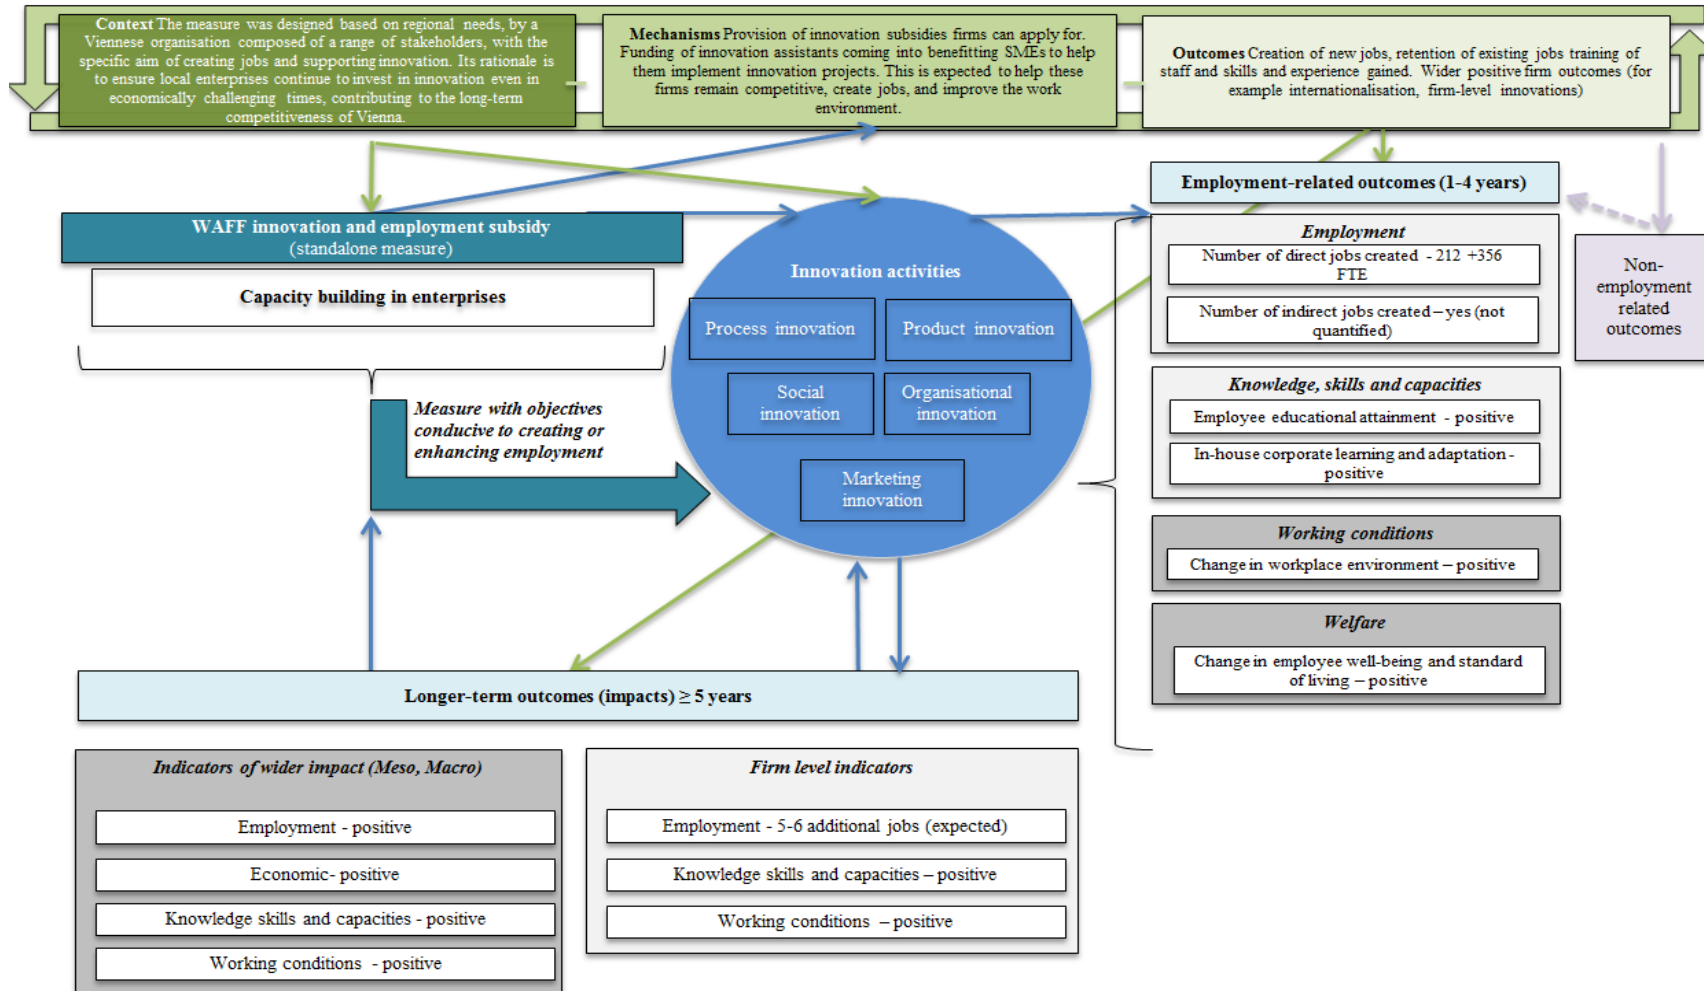 Context The measure was designed based on regional needs, by a
Viennese organisation composed of a range of stakeholders, with the
specific aim of creating jobs and supporting innovation. Its rationale is
to ensure local enterprises continue to invest in innovation even in
economically challenging times, contributing to the long-term
competitiveness of Vienna.
Mechanisms Provision of innovation subsidies firms can apply for.
Funding of innovation assistants coming into benefitting SMEs to help
them implement innovation projects. This is expected to help these
firms remain competitive, create jobs, and improve the work
environment.
Outcomes Creation of new jobs, retention of existing jobs training of
staff and skills and experience gained. Wider positive firm outcomes (for
example internationalisation, firm-level innovations)
WAFF innovation and employment subsidy
(standalone measure)
Capacity building in enterprises
Measure with objectives
conducive to creating or
enhancing employment
Innovation activities
Process innovation
Product innovation
Social
innovation
Organisational
innovation
Marketing
innovation
Employment-related outcomes (1-4 years)
Employment
Number of direct jobs created - 212 +356
FTE
Number of indirect jobs created – yes (not
quantified)
Knowledge, skills and capacities
Employee educational attainment - positive
In-house corporate learning and adaptation -
positive
Working conditions
Change in workplace environment – positive
Welfare
Change in employee well-being and standard
of living – positive
Non-
employment
related
outcomes
Longer-term outcomes (impacts) ≥ 5 years
Indicators of wider impact (Meso, Macro)
Employment - positive
Economic- positive
Knowledge skills and capacities - positive
Working conditions - positive
Firm level indicators
Employment - 5-6 additional jobs (expected)
Knowledge skills and capacities – positive
Working conditions – positive